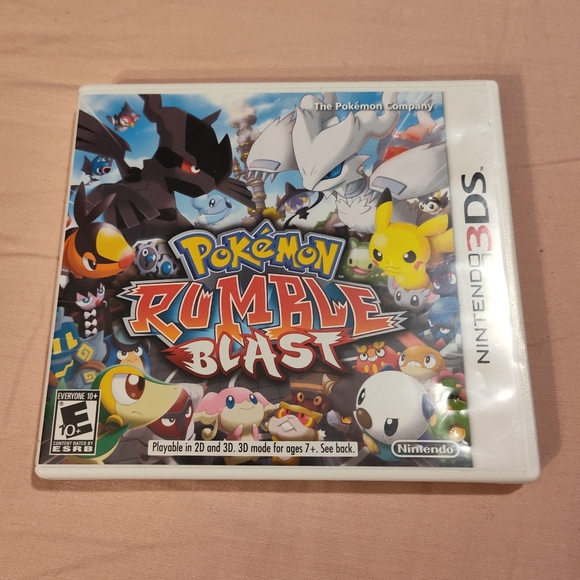 The Pokémon Company
POKéMON
RUMBLE
BLAST
NINTENDO 3DS
EVERYONE 10+
E
10+
CONTENT RATED BY
ESRB
Playable in 2D and 3D. 3D mode for ages 7+. See back.
Nintendo